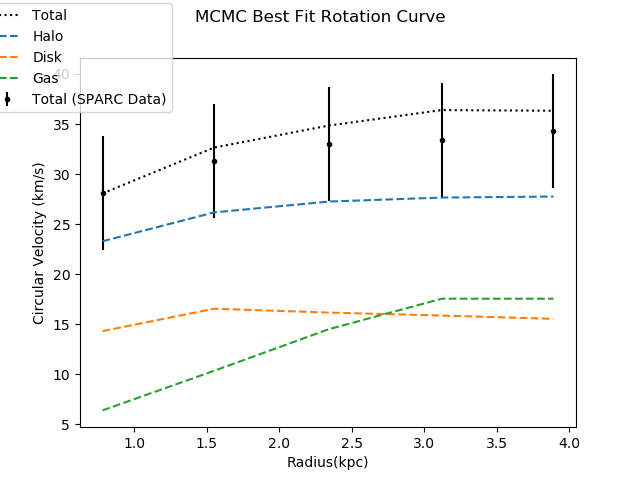 MCMC Best Fit Rotation Curve
Total
Halo
Disk
Gas
Total (SPARC Data)
40
35
30
25
20
15
10
5
Circular Velocity (km/s)
1.0 1.5 2.0 2.5 3.0 3.5 4.0
Radius(kpc)